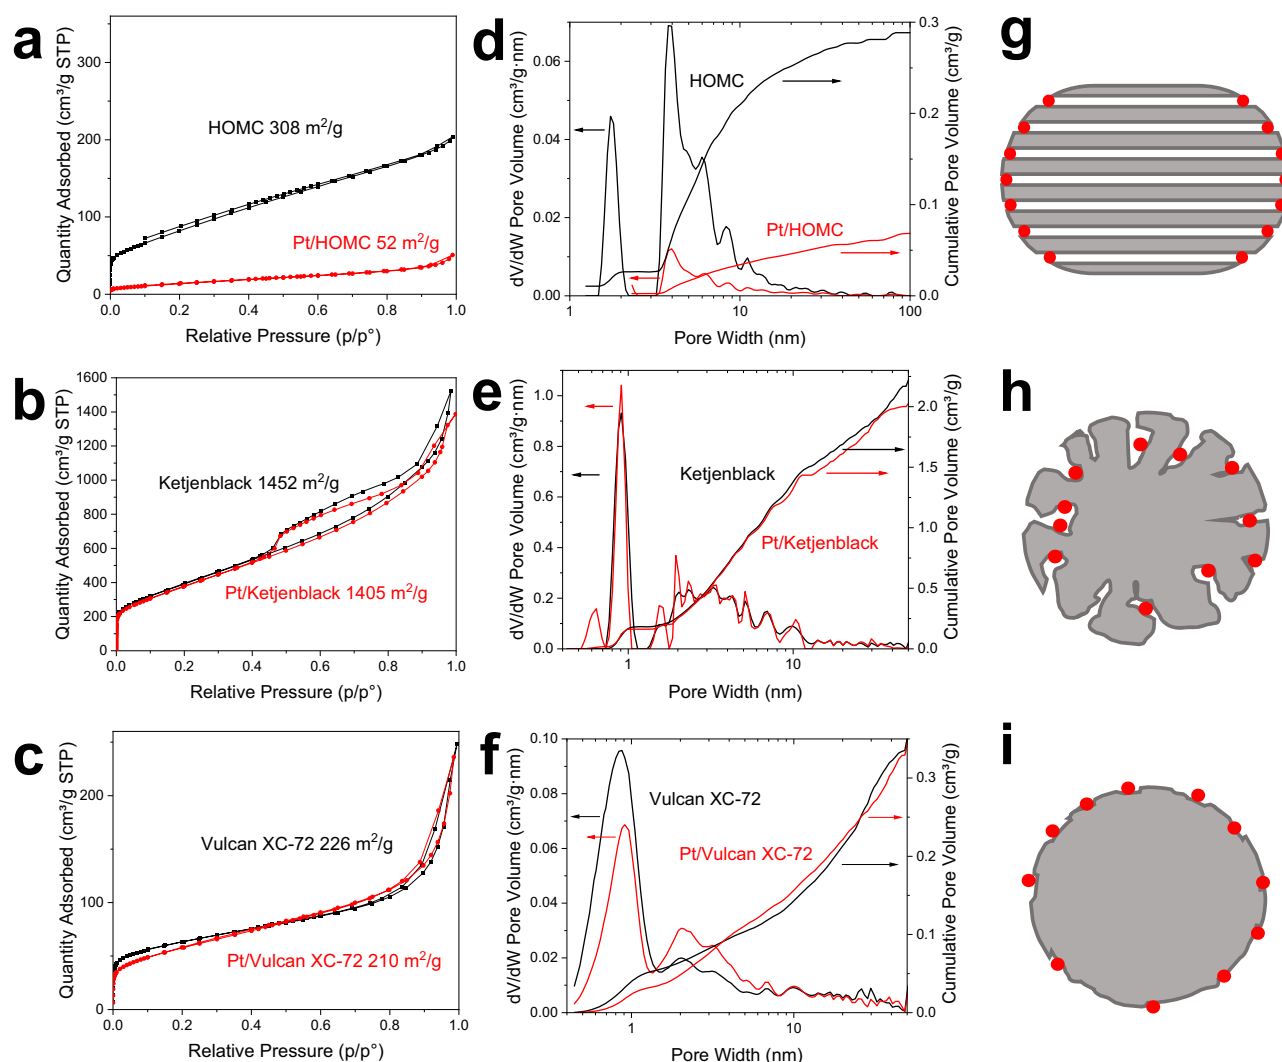 a
Quantity Adsorbed (cm³/g STP)
300
200
100
0
HOMC 308 m²/g
Pt/HOMC 52 m²/g
0.0 0.2 0.4 0.6 0.8 1.0
Relative Pressure (p/p°)
d
dV/dW Pore Volume (cm³/g·nm)
0.06
0.04
0.02
0.00
HOMC
Pt/HOMC
0.3
0.2
0.1
0.0
Cumulative Pore Volume (cm³/g)
1 10 100
Pore Width (nm)
g
b
Quantity Adsorbed (cm³/g STP)
1600
1400
1200
1000
800
600
400
200
0
Ketjenblack 1452 m²/g
Pt/Ketjenblack 1405 m²/g
0.0 0.2 0.4 0.6 0.8 1.0
Relative Pressure (p/p°)
e
dV/dW Pore Volume (cm³/g·nm)
1.0
0.8
0.6
0.4
0.2
0.0
Ketjenblack
Pt/Ketjenblack
2.0
1.5
1.0
0.5
0.0
Cumulative Pore Volume (cm³/g)
1 10
Pore Width (nm)
h
c
Quantity Adsorbed (cm³/g STP)
200
100
0
Vulcan XC-72 226 m²/g
Pt/Vulcan XC-72 210 m²/g
0.0 0.2 0.4 0.6 0.8 1.0
Relative Pressure (p/p°)
f
dV/dW Pore Volume (cm³/g·nm)
0.10
0.08
0.06
0.04
0.02
0.00
Vulcan XC-72
Pt/Vulcan XC-72
0.3
0.2
0.1
0.0
Cumulative Pore Volume (cm³/g)
1 10
Pore Width (nm)
i